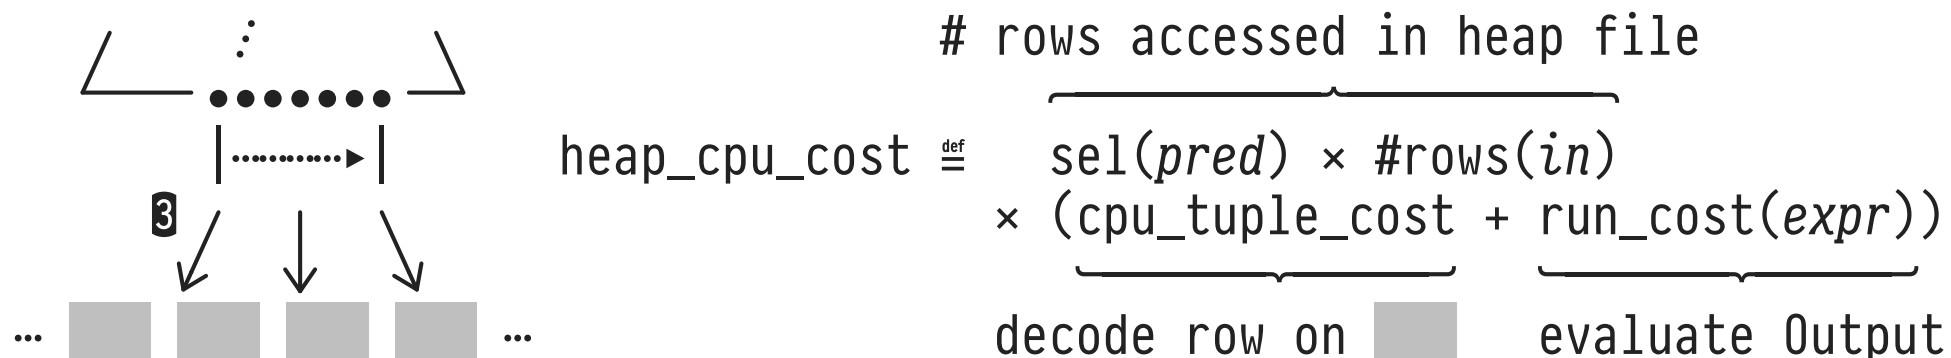 # rows accessed in heap file
heap_cpu_cost ≝ sel(pred) × #rows(in)
3
× (cpu_tuple_cost + run_cost(expr))
… … decode row on evaluate Output